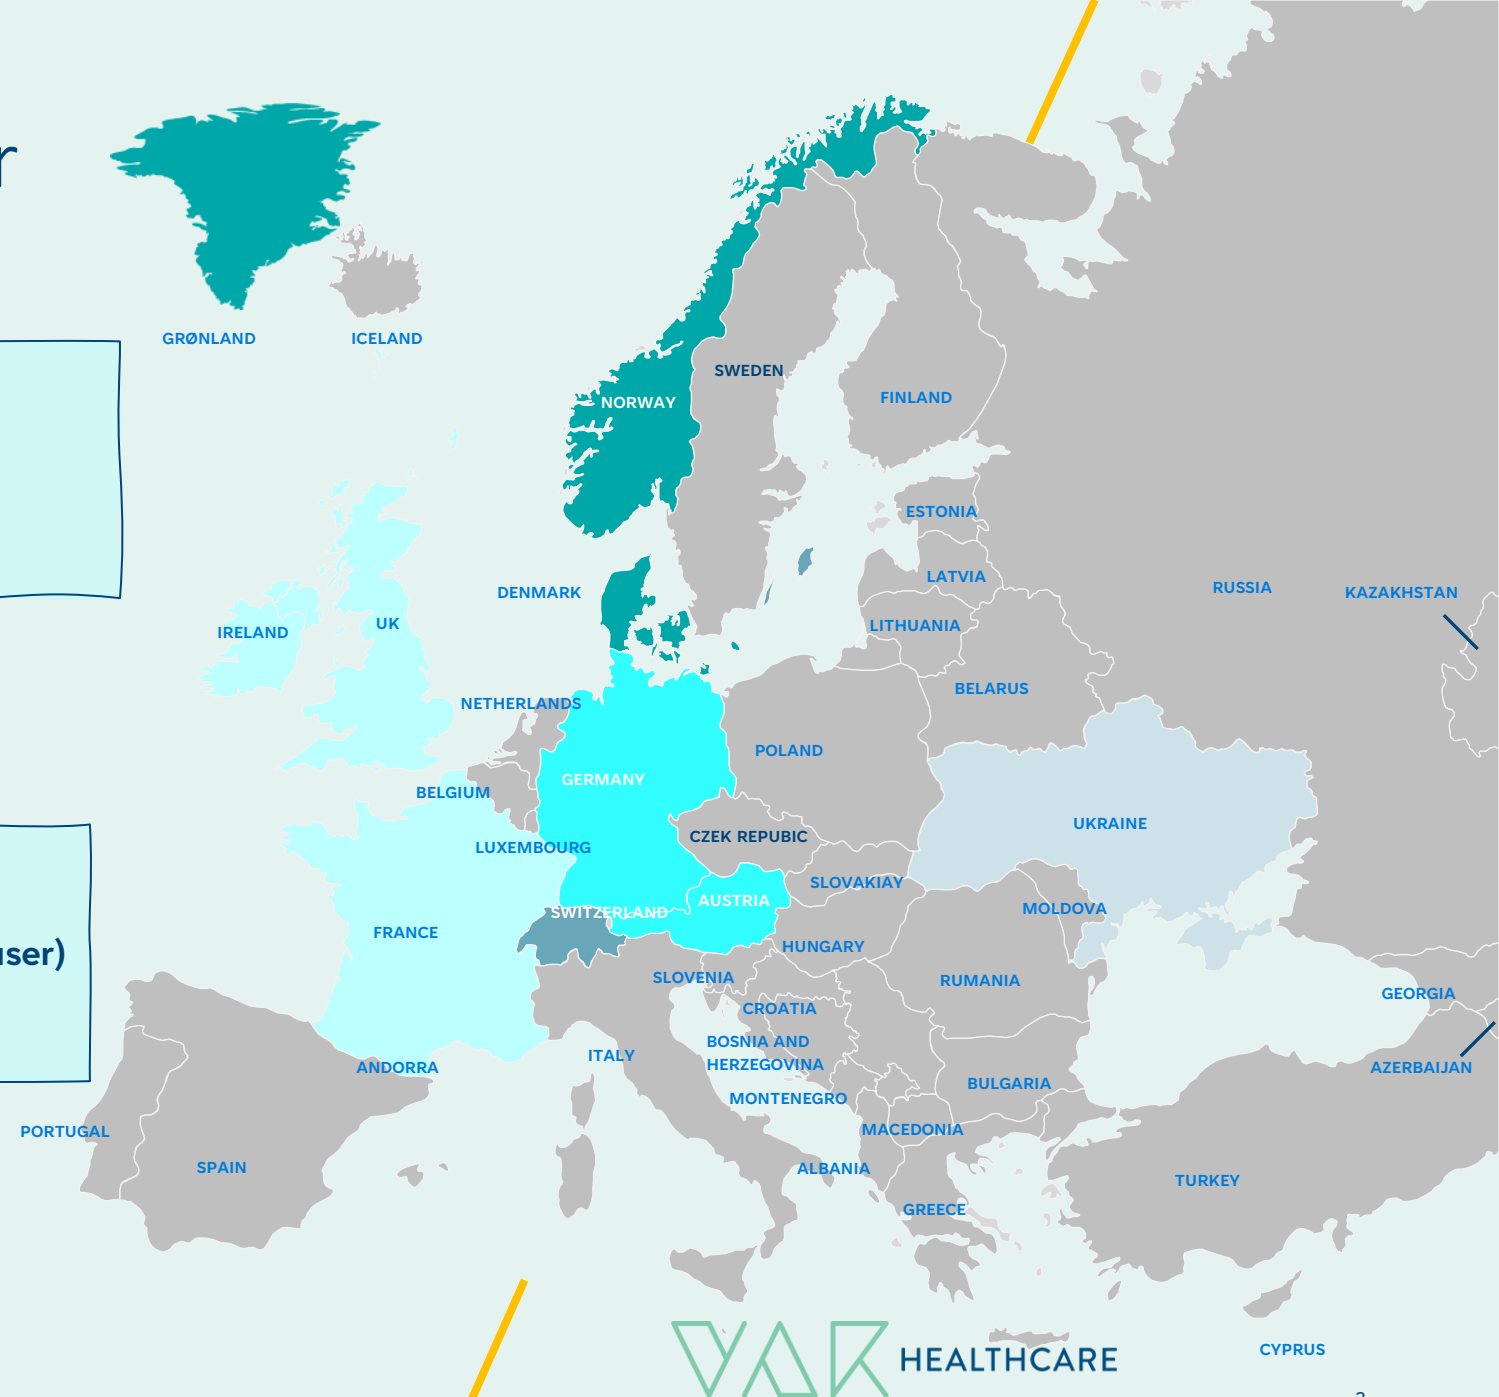 r
GRØNLAND
ICELAND
SWEDEN
NORWAY
FINLAND
ESTONIA
LATVIA
RUSSIA
KAZAKHSTAN
DENMARK
LITHUANIA
UK
IRELAND
BELARUS
NETHERLANDS
POLAND
GERMANY
BELGIUM
UKRAINE
CZEK REPUBIC
LUXEMBOURG
SLOVAKIAY
AUSTRIA
MOLDOVA
SWITZERLAND
FRANCE
HUNGARY
user)
SLOVENIA
RUMANIA
GEORGIA
CROATIA
BOSNIA AND
HERZEGOVINA
ITALY
ANDORRA
AZERBAIJAN
BULGARIA
MONTENEGRO
MACEDONIA
PORTUGAL
SPAIN
ALBANIA
TURKEY
GREECE
CYPRUS
VAK HEALTHCARE